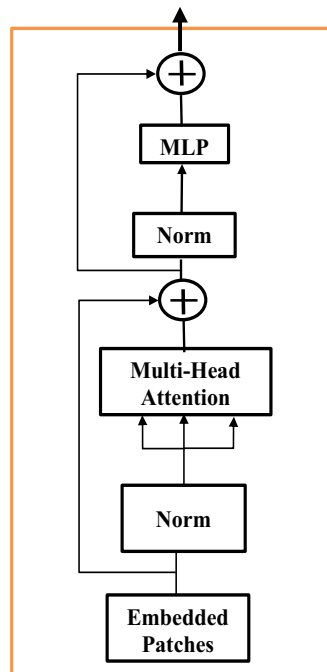 MLP
Norm
Multi-Head
Attention
Norm
Embedded
Patches